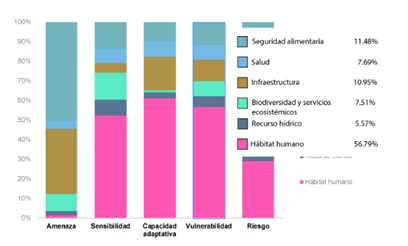 100%
90%
80%
70%
60%
50%
40%
30%
20%
10%
0%
Seguridad alimentaria 11.48%
Salud 7.69%
Infraestructura 10.95%
Biodiversidad y servicios
ecosistémicos 7.51%
Recurso hídrico 5.57%
Hábitat humano 56.79%
Hábitat humano
Amenaza Sensibilidad Capacidad
adaptativa Vulnerabilidad Riesgo